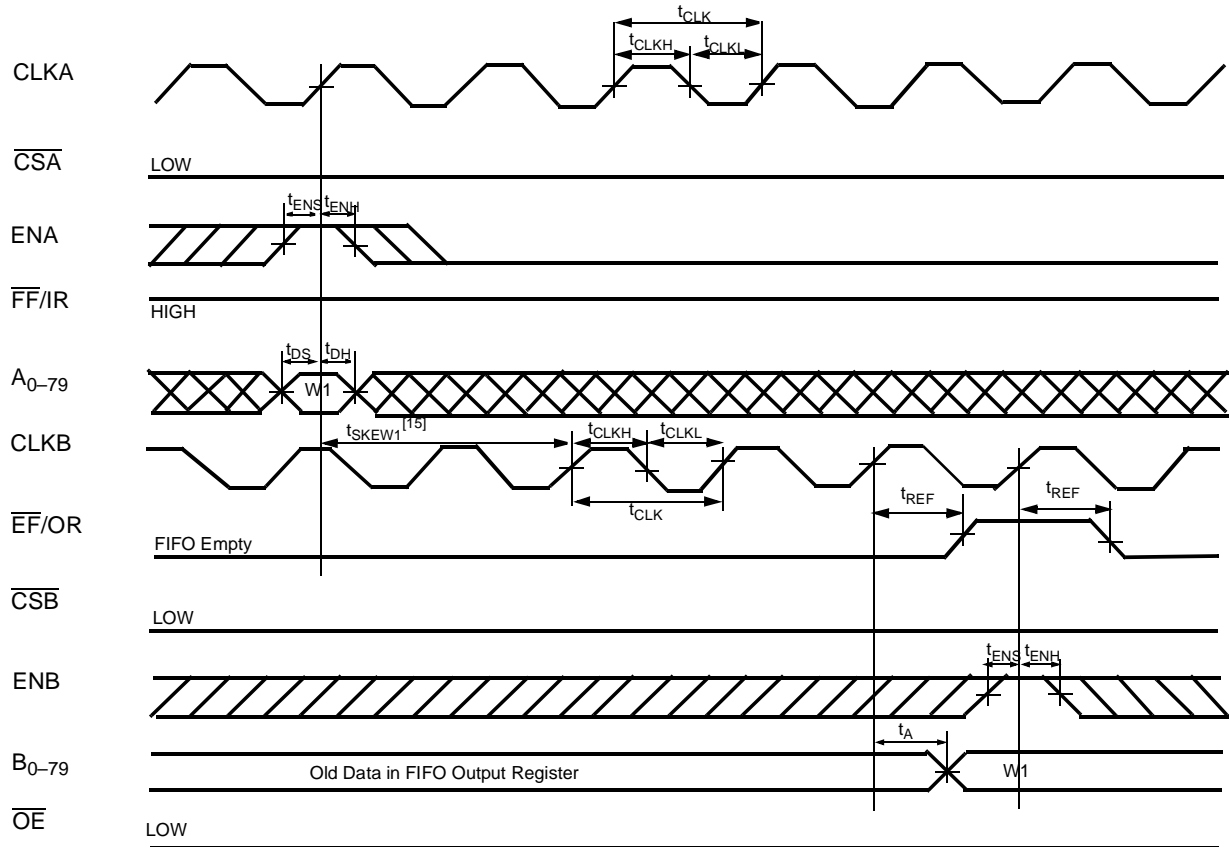 tCLK
tCLKH tCLKL
CLKA
CSA LOW
tENS tENH
ENA
FF/IR
HIGH
tDS tDH
A0–79 W1
tSKEW1[15] tCLKH tCLKL
CLKB
tREF tREF
tCLK
EF/OR
FIFO Empty
CSB
LOW
tENS tENH
ENB
tA
B0–79 Old Data in FIFO Output Register W1
OE LOW